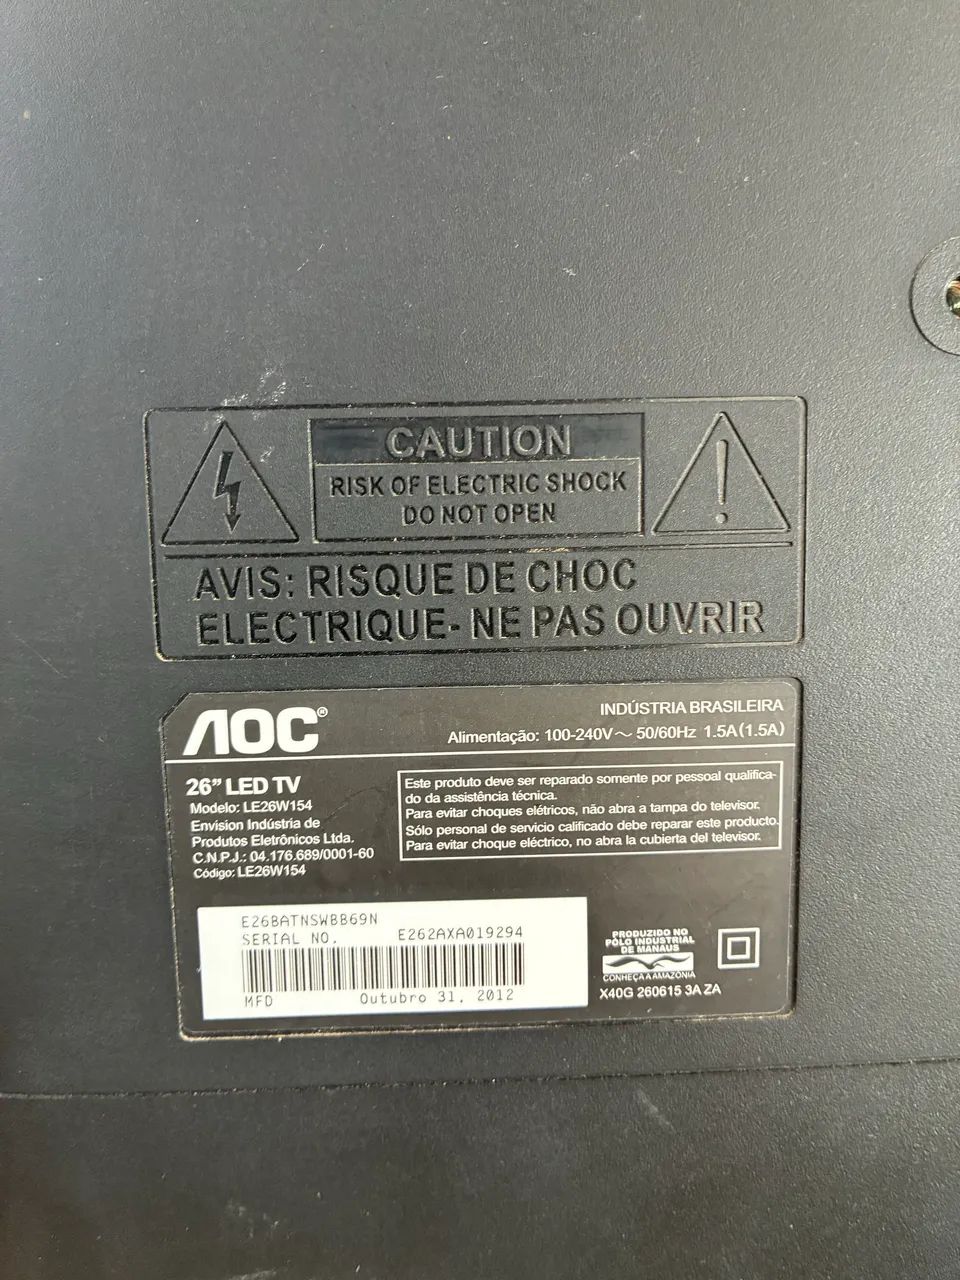 CAUTION
RISK OF ELECTRIC SHOCK
DO NOT OPEN
AVIS: RISQUE DE CHOC
ELECTRIQUE- NE PAS OUVRIR
AOC®
INDÚSTRIA BRASILEIRA
Alimentação: 100-240V～ 50/60Hz 1.5A(1.5A)
26” LED TV
Modelo: LE26W154
Envision Indústria de
Produtos Eletrônicos Ltda.
C.N.P.J.: 04.176.689/0001-60
Código: LE26W154
Este produto deve ser reparado somente por pessoal qualifica-
do da assistência técnica.
Para evitar choques elétricos, não abra a tampa do televisor.
Sólo personal de servicio calificado debe reparar este producto.
Para evitar choque eléctrico, no abra la cubierta del televisor.
E26BATNSWBB69N
SERIAL NO. E262AXA019294
MFD Outubro 31, 2012
PRODUZIDO NO
PÓLO INDUSTRIAL
DE MANAUS
CONHEÇA A AMAZÔNIA
X40G 260615 3A ZA